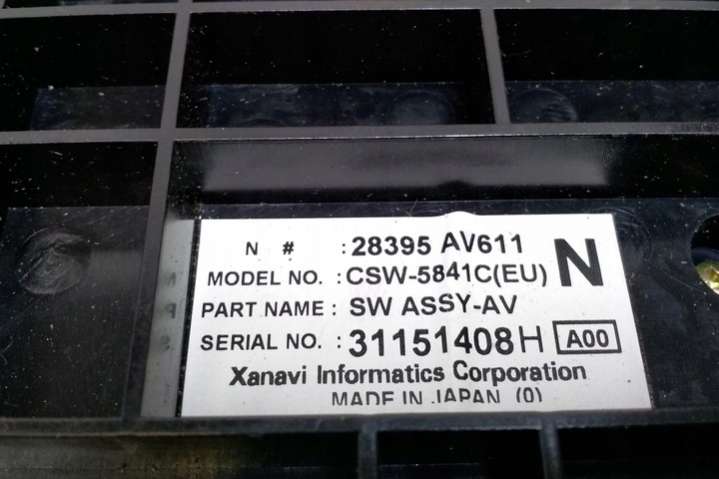 N # : 28395 AV611
MODEL NO. : CSW-5841C(EU) N
PART NAME : SW ASSY-AV
SERIAL NO. : 31151408H A00
Xanavi Informatics Corporation
MADE IN JAPAN (0)